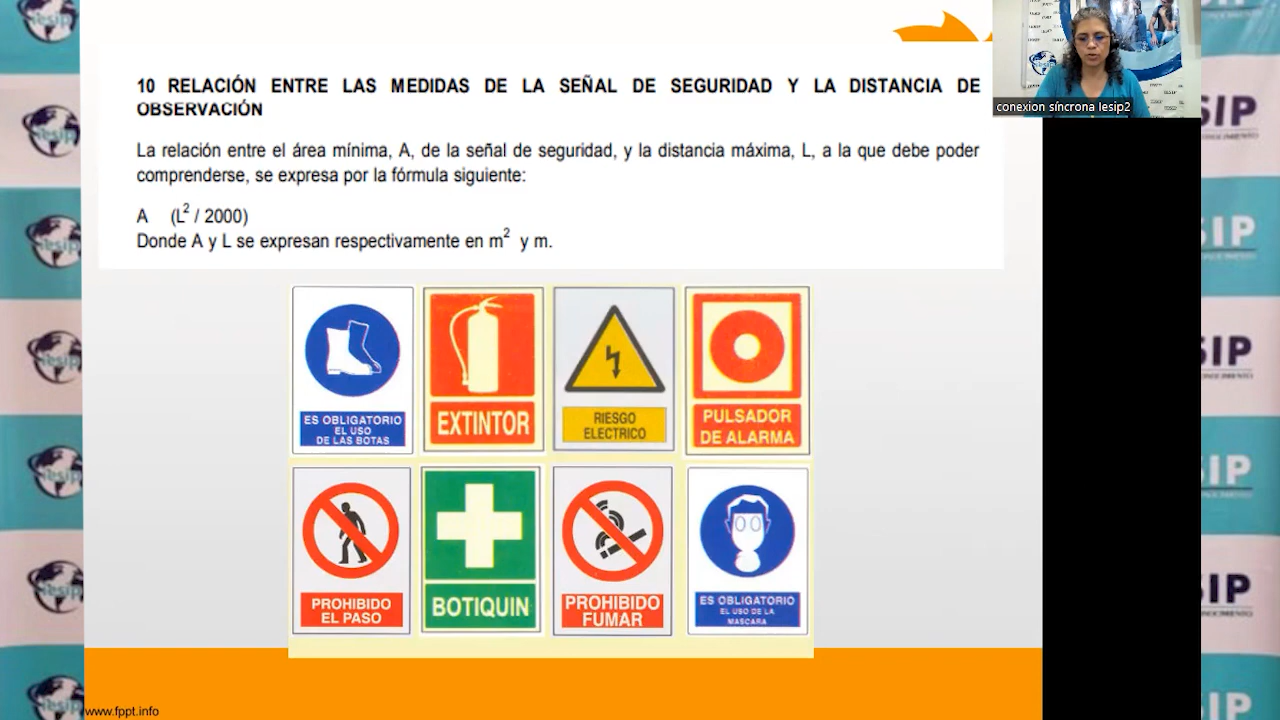 10 RELACIÓN ENTRE LAS MEDIDAS DE LA SEÑAL DE SEGURIDAD Y LA DISTANCIA DE
OBSERVACIÓN
La relación entre el área mínima, A, de la señal de seguridad, y la distancia máxima, L, a la que debe poder
comprenderse, se expresa por la fórmula siguiente:
A (L² / 2000)
Donde A y L se expresan respectivamente en m² y m.
conexion síncrona Iesip2
ES OBLIGATORIO
EL USO
DE LAS BOTAS
EXTINTOR
RIESGO
ELECTRICO
PULSADOR
DE ALARMA
PROHIBIDO
EL PASO
BOTIQUIN
PROHIBIDO
FUMAR
ES OBLIGATORIO
EL USO DE LA
MASCARA
www.fppt.info